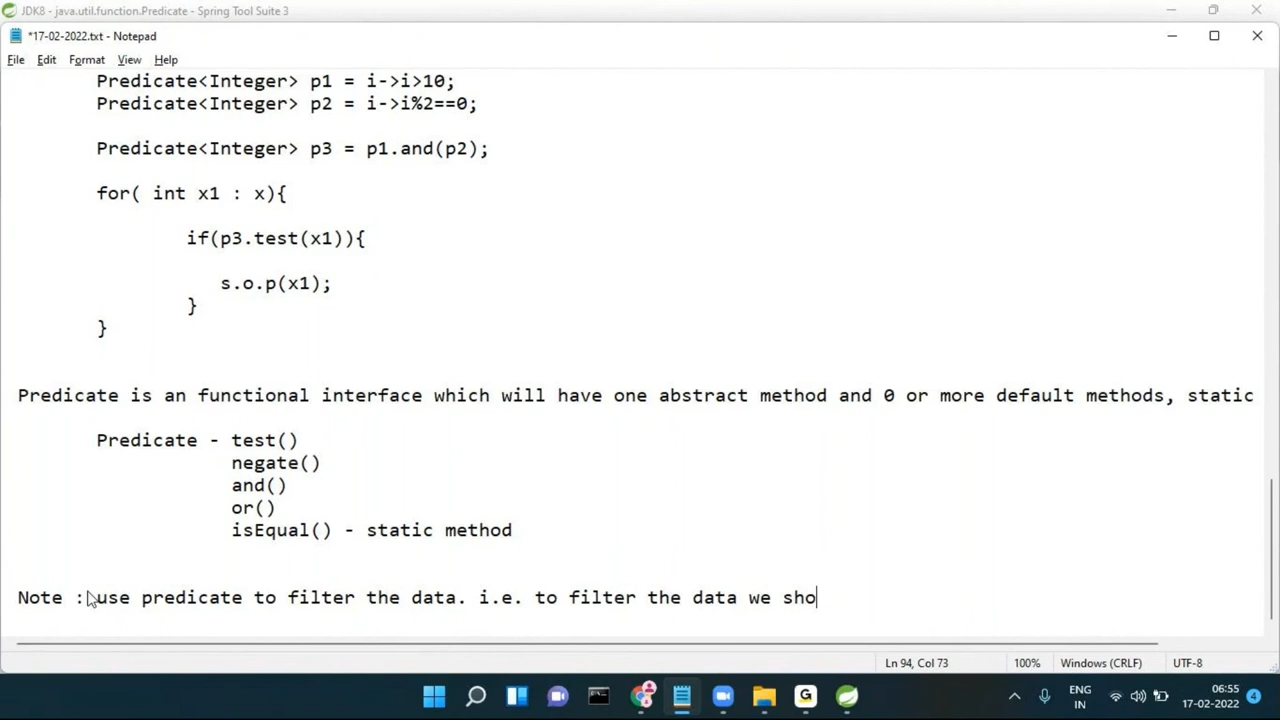 JDK8 - java.util.function.Predicate - Spring Tool Suite 3
*17-02-2022.txt - Notepad
File Edit Format View Help
Predicate<Integer> p1 = i->i>10;
Predicate<Integer> p2 = i->i%2==0;
Predicate<Integer> p3 = p1.and(p2);
for( int x1 : x){
if(p3.test(x1)){
s.o.p(x1);
}
}
Predicate is an functional interface which will have one abstract method and 0 or more default methods, static
Predicate - test()
negate()
and()
or()
isEqual() - static method
Note : use predicate to filter the data. i.e. to filter the data we sho
Ln 94, Col 73 100% Windows (CRLF) UTF-8
ENG
IN
06:55
17-02-2022
4